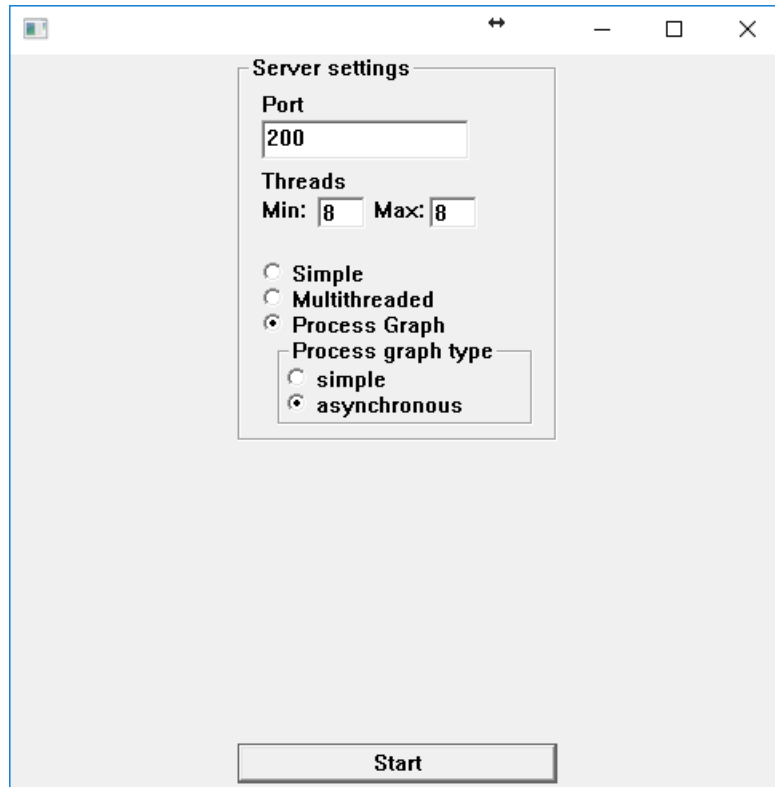 Server settings
Port
200
Threads
Min: 8 Max: 8
Simple
Multithreaded
Process Graph
Process graph type
simple
asynchronous
Start